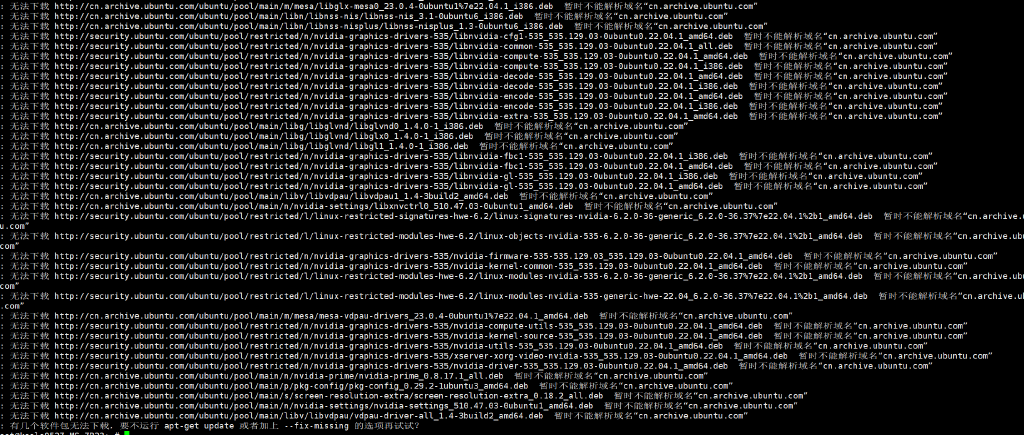 : 无法下载 http://cn.archive.ubuntu.com/ubuntu/pool/main/m/mesa/libglx-mesa0_23.0.4-0ubuntu1%7e22.04.1_i386.deb 暂时不能解析域名“cn.archive.ubuntu.com”
: 无法下载 http://cn.archive.ubuntu.com/ubuntu/pool/main/libn/libnss-nis/libnss-nis_3.1-0ubuntu6_i386.deb 暂时不能解析域名“cn.archive.ubuntu.com”
: 无法下载 http://cn.archive.ubuntu.com/ubuntu/pool/main/libn/libnss-nisplus/libnss-nisplus_1.3-0ubuntu6_i386.deb 暂时不能解析域名“cn.archive.ubuntu.com”
: 无法下载 http://security.ubuntu.com/ubuntu/pool/restricted/n/nvidia-graphics-drivers-535/libnvidia-cfg1-535_535.129.03-0ubuntu0.22.04.1_amd64.deb 暂时不能解析域名“cn.archive.ubuntu.com”
: 无法下载 http://security.ubuntu.com/ubuntu/pool/restricted/n/nvidia-graphics-drivers-535/libnvidia-common-535_535.129.03-0ubuntu0.22.04.1_all.deb 暂时不能解析域名“cn.archive.ubuntu.com”
: 无法下载 http://security.ubuntu.com/ubuntu/pool/restricted/n/nvidia-graphics-drivers-535/libnvidia-compute-535_535.129.03-0ubuntu0.22.04.1_amd64.deb 暂时不能解析域名“cn.archive.ubuntu.com”
: 无法下载 http://security.ubuntu.com/ubuntu/pool/restricted/n/nvidia-graphics-drivers-535/libnvidia-compute-535_535.129.03-0ubuntu0.22.04.1_i386.deb 暂时不能解析域名“cn.archive.ubuntu.com”
: 无法下载 http://security.ubuntu.com/ubuntu/pool/restricted/n/nvidia-graphics-drivers-535/libnvidia-decode-535_535.129.03-0ubuntu0.22.04.1_amd64.deb 暂时不能解析域名“cn.archive.ubuntu.com”
: 无法下载 http://security.ubuntu.com/ubuntu/pool/restricted/n/nvidia-graphics-drivers-535/libnvidia-decode-535_535.129.03-0ubuntu0.22.04.1_i386.deb 暂时不能解析域名“cn.archive.ubuntu.com”
: 无法下载 http://security.ubuntu.com/ubuntu/pool/restricted/n/nvidia-graphics-drivers-535/libnvidia-encode-535_535.129.03-0ubuntu0.22.04.1_amd64.deb 暂时不能解析域名“cn.archive.ubuntu.com”
: 无法下载 http://security.ubuntu.com/ubuntu/pool/restricted/n/nvidia-graphics-drivers-535/libnvidia-encode-535_535.129.03-0ubuntu0.22.04.1_i386.deb 暂时不能解析域名“cn.archive.ubuntu.com”
: 无法下载 http://security.ubuntu.com/ubuntu/pool/restricted/n/nvidia-graphics-drivers-535/libnvidia-extra-535_535.129.03-0ubuntu0.22.04.1_amd64.deb 暂时不能解析域名“cn.archive.ubuntu.com”
: 无法下载 http://cn.archive.ubuntu.com/ubuntu/pool/main/libg/libglvnd/libglvnd0_1.4.0-1_i386.deb 暂时不能解析域名“cn.archive.ubuntu.com”
: 无法下载 http://cn.archive.ubuntu.com/ubuntu/pool/main/libg/libglvnd/libglx0_1.4.0-1_i386.deb 暂时不能解析域名“cn.archive.ubuntu.com”
: 无法下载 http://cn.archive.ubuntu.com/ubuntu/pool/main/libg/libglvnd/libgl1_1.4.0-1_i386.deb 暂时不能解析域名“cn.archive.ubuntu.com”
: 无法下载 http://security.ubuntu.com/ubuntu/pool/restricted/n/nvidia-graphics-drivers-535/libnvidia-fbc1-535_535.129.03-0ubuntu0.22.04.1_i386.deb 暂时不能解析域名“cn.archive.ubuntu.com”
: 无法下载 http://security.ubuntu.com/ubuntu/pool/restricted/n/nvidia-graphics-drivers-535/libnvidia-fbc1-535_535.129.03-0ubuntu0.22.04.1_amd64.deb 暂时不能解析域名“cn.archive.ubuntu.com”
: 无法下载 http://security.ubuntu.com/ubuntu/pool/restricted/n/nvidia-graphics-drivers-535/libnvidia-gl-535_535.129.03-0ubuntu0.22.04.1_i386.deb 暂时不能解析域名“cn.archive.ubuntu.com”
: 无法下载 http://security.ubuntu.com/ubuntu/pool/restricted/n/nvidia-graphics-drivers-535/libnvidia-gl-535_535.129.03-0ubuntu0.22.04.1_amd64.deb 暂时不能解析域名“cn.archive.ubuntu.com”
: 无法下载 http://cn.archive.ubuntu.com/ubuntu/pool/main/libv/libvdpau/libvdpau1_1.4-3build2_amd64.deb 暂时不能解析域名“cn.archive.ubuntu.com”
: 无法下载 http://cn.archive.ubuntu.com/ubuntu/pool/main/n/nvidia-settings/libxnvctrl0_510.47.03-0ubuntu1_amd64.deb 暂时不能解析域名“cn.archive.ubuntu.com”
: 无法下载 http://security.ubuntu.com/ubuntu/pool/restricted/l/linux-restricted-signatures-hwe-6.2/linux-signatures-nvidia-6.2.0-36-generic_6.2.0-36.37%7e22.04.1%2b1_amd64.deb 暂时不能解析域名“cn.archive.ubunt
u.com”
: 无法下载 http://security.ubuntu.com/ubuntu/pool/restricted/l/linux-restricted-modules-hwe-6.2/linux-objects-nvidia-535-6.2.0-36-generic_6.2.0-36.37%7e22.04.1%2b1_amd64.deb 暂时不能解析域名“cn.archive.ubuntu.
com”
: 无法下载 http://security.ubuntu.com/ubuntu/pool/restricted/n/nvidia-graphics-drivers-535/nvidia-firmware-535-535.129.03_535.129.03-0ubuntu0.22.04.1_amd64.deb 暂时不能解析域名“cn.archive.ubuntu.com”
: 无法下载 http://security.ubuntu.com/ubuntu/pool/restricted/n/nvidia-graphics-drivers-535/nvidia-kernel-common-535_535.129.03-0ubuntu0.22.04.1_amd64.deb 暂时不能解析域名“cn.archive.ubuntu.com”
: 无法下载 http://security.ubuntu.com/ubuntu/pool/restricted/l/linux-restricted-modules-hwe-6.2/linux-modules-nvidia-535-6.2.0-36-generic_6.2.0-36.37%7e22.04.1%2b1_amd64.deb 暂时不能解析域名“cn.archive.ubuntu.
com”
: 无法下载 http://security.ubuntu.com/ubuntu/pool/restricted/l/linux-restricted-modules-hwe-6.2/linux-modules-nvidia-535-generic-hwe-22.04_6.2.0-36.37%7e22.04.1%2b1_amd64.deb 暂时不能解析域名“cn.archive.ubuntu.
com”
: 无法下载 http://cn.archive.ubuntu.com/ubuntu/pool/main/m/mesa/mesa-vdpau-drivers_23.0.4-0ubuntu1%7e22.04.1_amd64.deb 暂时不能解析域名“cn.archive.ubuntu.com”
: 无法下载 http://security.ubuntu.com/ubuntu/pool/restricted/n/nvidia-graphics-drivers-535/nvidia-compute-utils-535_535.129.03-0ubuntu0.22.04.1_amd64.deb 暂时不能解析域名“cn.archive.ubuntu.com”
: 无法下载 http://security.ubuntu.com/ubuntu/pool/restricted/n/nvidia-graphics-drivers-535/nvidia-kernel-source-535_535.129.03-0ubuntu0.22.04.1_amd64.deb 暂时不能解析域名“cn.archive.ubuntu.com”
: 无法下载 http://security.ubuntu.com/ubuntu/pool/restricted/n/nvidia-graphics-drivers-535/nvidia-utils-535_535.129.03-0ubuntu0.22.04.1_amd64.deb 暂时不能解析域名“cn.archive.ubuntu.com”
: 无法下载 http://security.ubuntu.com/ubuntu/pool/restricted/n/nvidia-graphics-drivers-535/xserver-xorg-video-nvidia-535_535.129.03-0ubuntu0.22.04.1_amd64.deb 暂时不能解析域名“cn.archive.ubuntu.com”
: 无法下载 http://security.ubuntu.com/ubuntu/pool/restricted/n/nvidia-graphics-drivers-535/nvidia-driver-535_535.129.03-0ubuntu0.22.04.1_amd64.deb 暂时不能解析域名“cn.archive.ubuntu.com”
: 无法下载 http://cn.archive.ubuntu.com/ubuntu/pool/main/n/nvidia-prime/nvidia-prime_0.8.17.1_all.deb 暂时不能解析域名“cn.archive.ubuntu.com”
: 无法下载 http://cn.archive.ubuntu.com/ubuntu/pool/main/p/pkg-config/pkg-config_0.29.2-1ubuntu3_amd64.deb 暂时不能解析域名“cn.archive.ubuntu.com”
: 无法下载 http://cn.archive.ubuntu.com/ubuntu/pool/main/s/screen-resolution-extra/screen-resolution-extra_0.18.2_all.deb 暂时不能解析域名“cn.archive.ubuntu.com”
: 无法下载 http://cn.archive.ubuntu.com/ubuntu/pool/main/n/nvidia-settings/nvidia-settings_510.47.03-0ubuntu1_amd64.deb 暂时不能解析域名“cn.archive.ubuntu.com”
: 无法下载 http://cn.archive.ubuntu.com/ubuntu/pool/main/libv/libvdpau/vdpau-driver-all_1.4-3build2_amd64.deb 暂时不能解析域名“cn.archive.ubuntu.com”
: 有几个软件包无法下载，要不运行 apt-get update 或者加上 --fix-missing 的选项再试试？